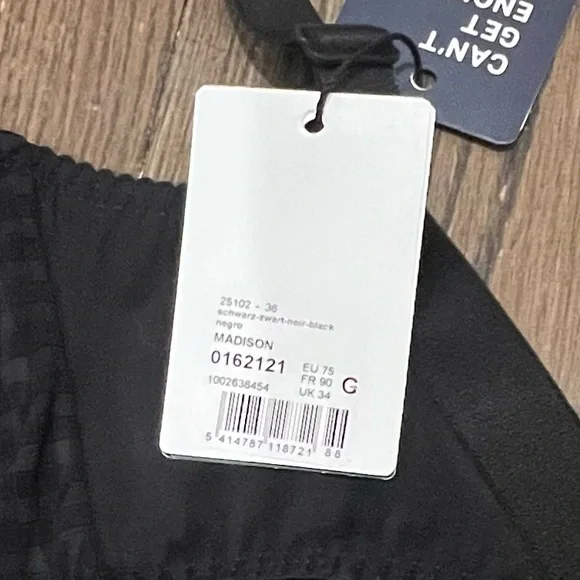 CAN'T
GET
25102 - 36
schwarz-zwart-noir-black
negro
MADISON
0162121
1002638454
EU 75
FR 90
UK 34
G
5 414787 118721 88